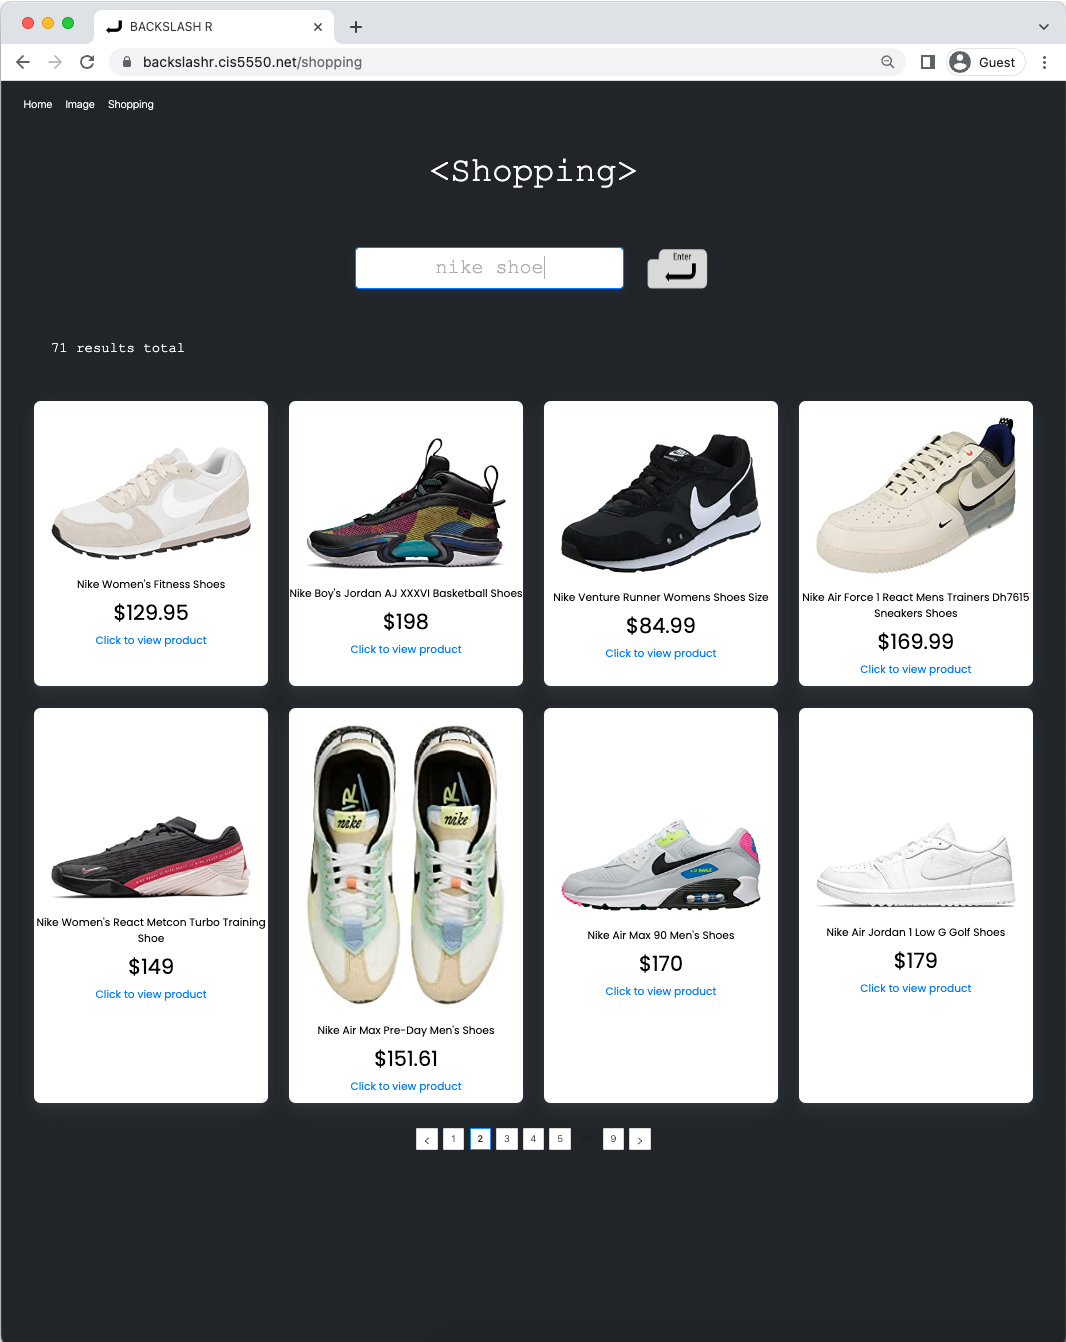 BACKSLASH R
backslashr.cis5550.net/shopping
Guest
Home Image Shopping
<Shopping>
nike shoe
Enter
71 results total
Nike Women's Fitness Shoes
$129.95
Click to view product
Nike Boy's Jordan AJ XXXVI Basketball Shoes
$198
Click to view product
Nike Venture Runner Womens Shoes Size
$84.99
Click to view product
Nike Air Force 1 React Mens Trainers Dh7615
Sneakers Shoes
$169.99
Click to view product
Nike Women's React Metcon Turbo Training
Shoe
$149
Click to view product
nike nike
Nike Air Max Pre-Day Men's Shoes
$151.61
Click to view product
Nike Air Max 90 Men's Shoes
$170
Click to view product
Nike Air Jordan 1 Low G Golf Shoes
$179
Click to view product
< 1 2 3 4 5 ··· 9 >